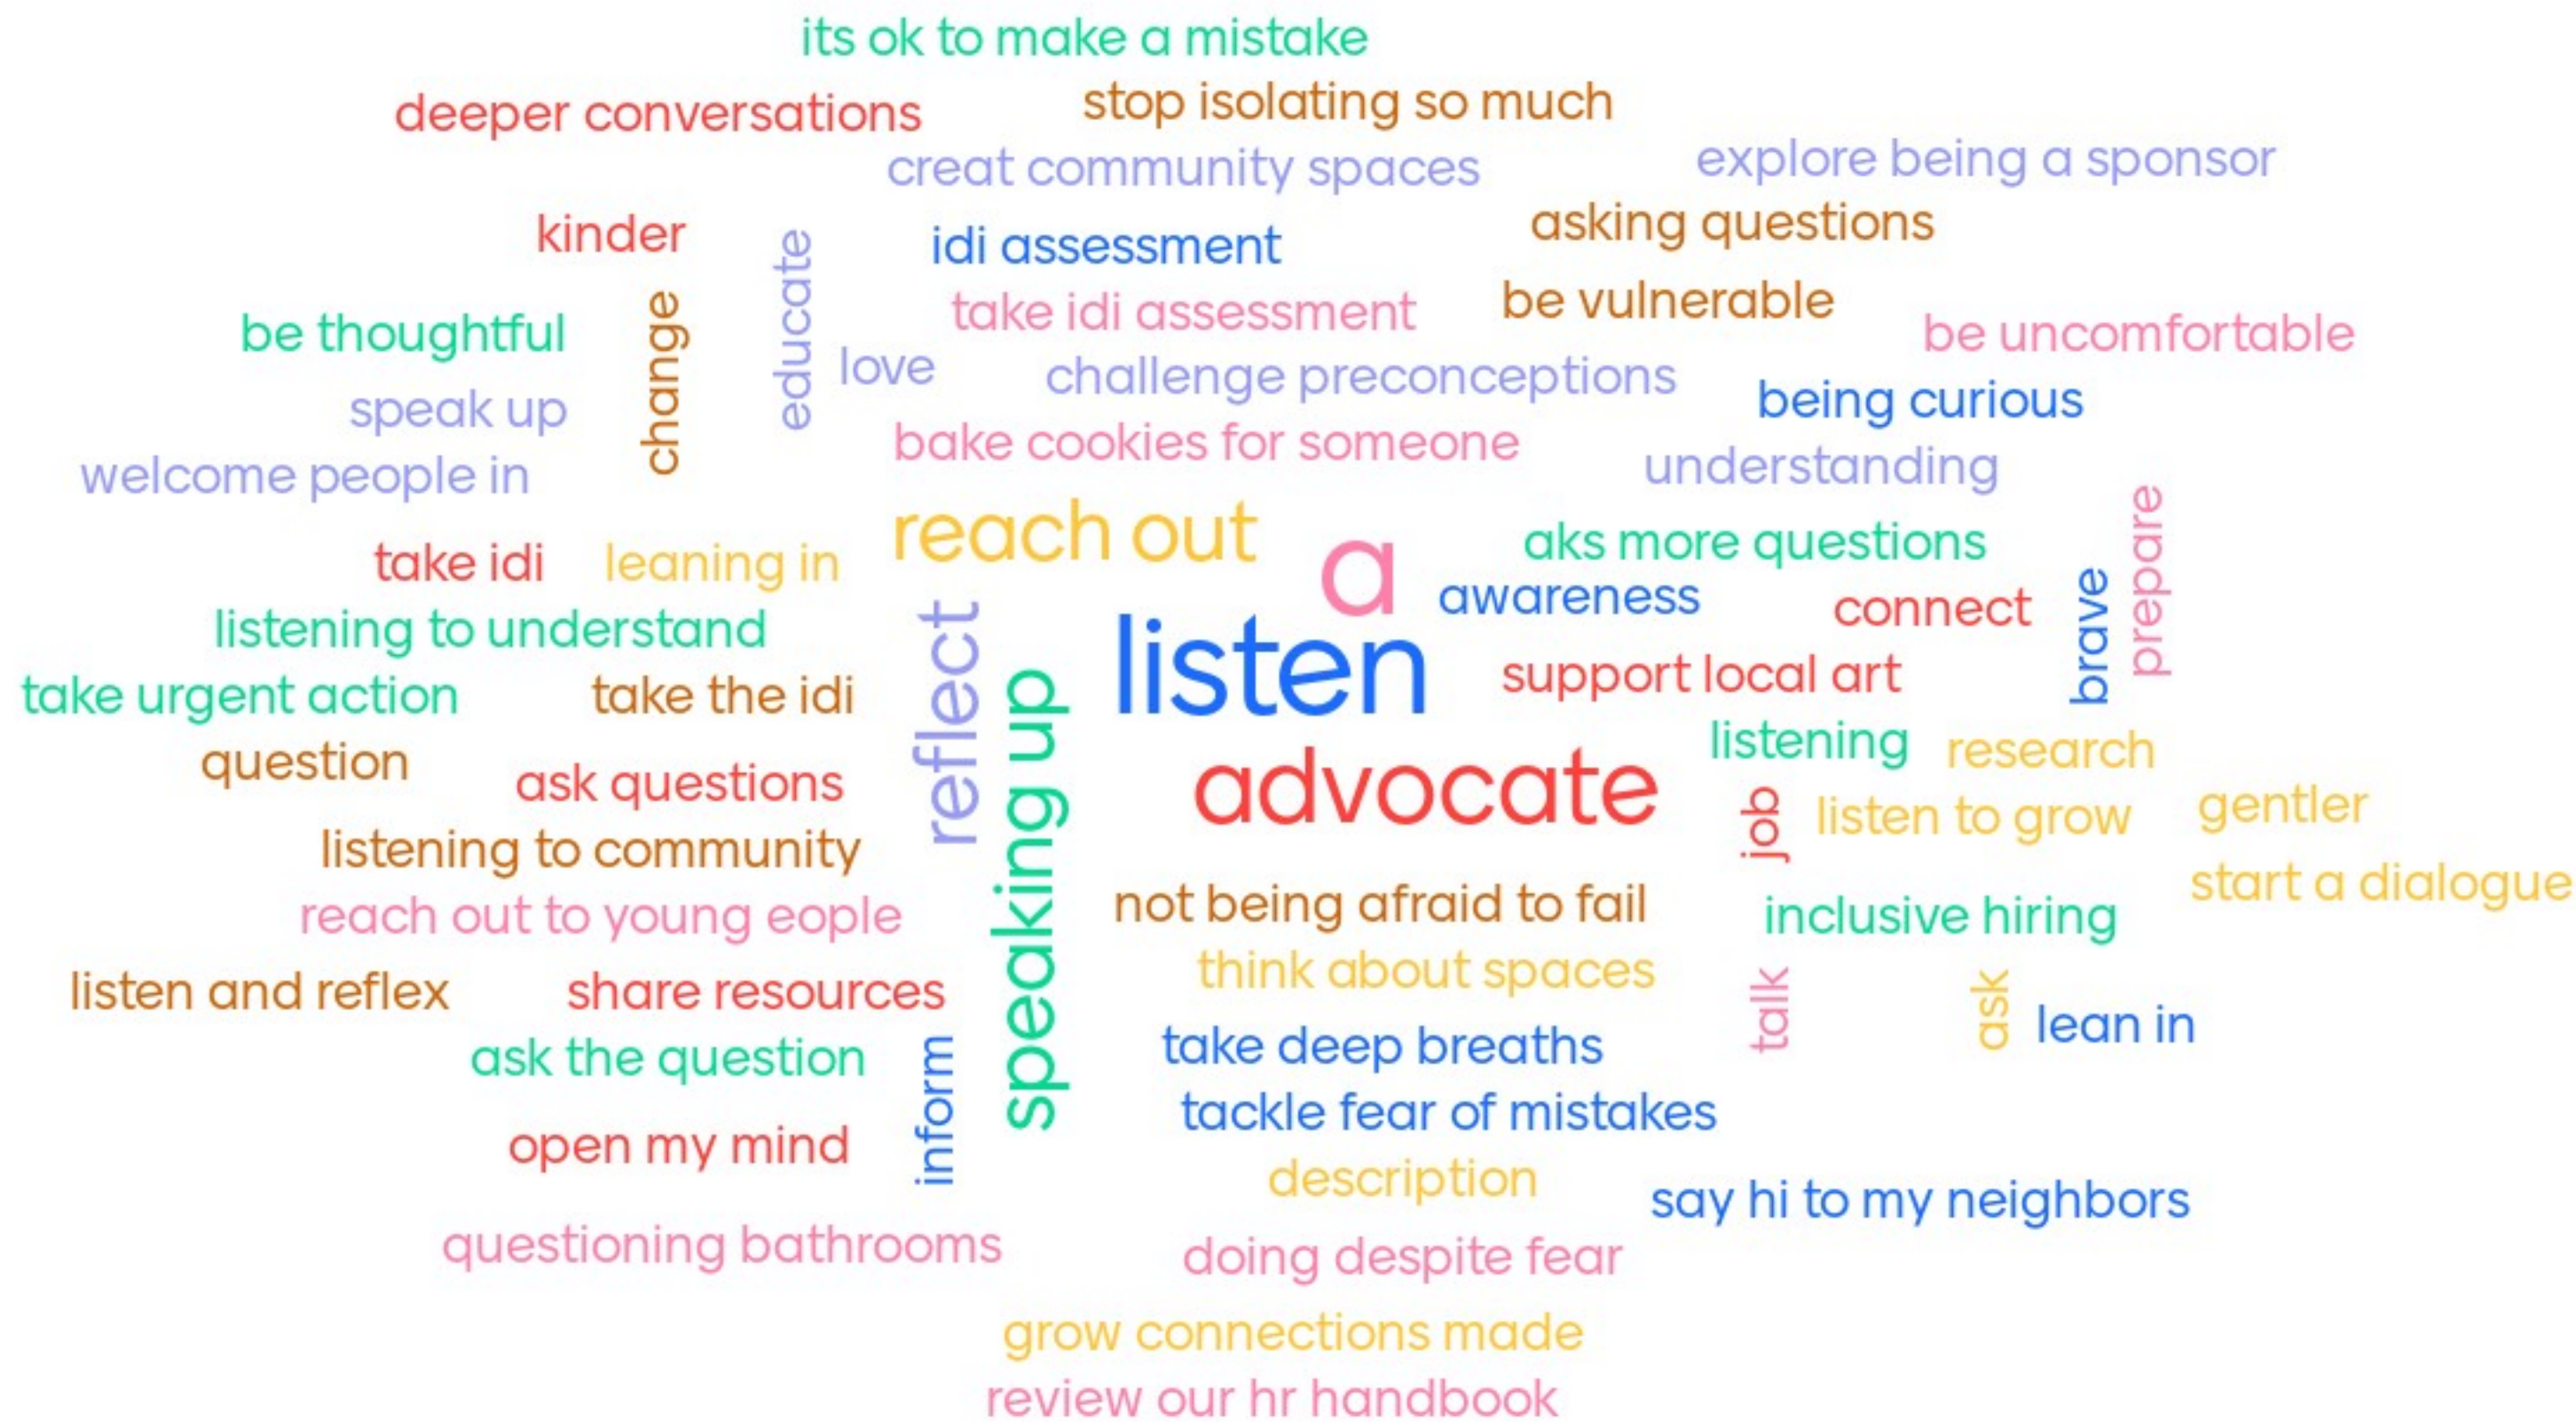 its ok to make a mistake
deeper conversations
stop isolating so much
creat community spaces
explore being a sponsor
kinder
educate
idi assessment
asking questions
be thoughtful
change
take idi assessment
be vulnerable
be uncomfortable
love
challenge preconceptions
being curious
speak up
bake cookies for someone
understanding
welcome people in
reach out
a
aks more questions
prepare
take idi
leaning in
awareness
connect
brave
listening to understand
reflect
listen
support local art
take urgent action
take the idi
speaking up
listening
research
question
ask questions
advocate
job
listen to grow
gentler
listening to community
start a dialogue
reach out to young eople
not being afraid to fail
inclusive hiring
listen and reflex
share resources
think about spaces
talk
ask
lean in
ask the question
inform
take deep breaths
tackle fear of mistakes
open my mind
description
say hi to my neighbors
questioning bathrooms
doing despite fear
grow connections made
review our hr handbook